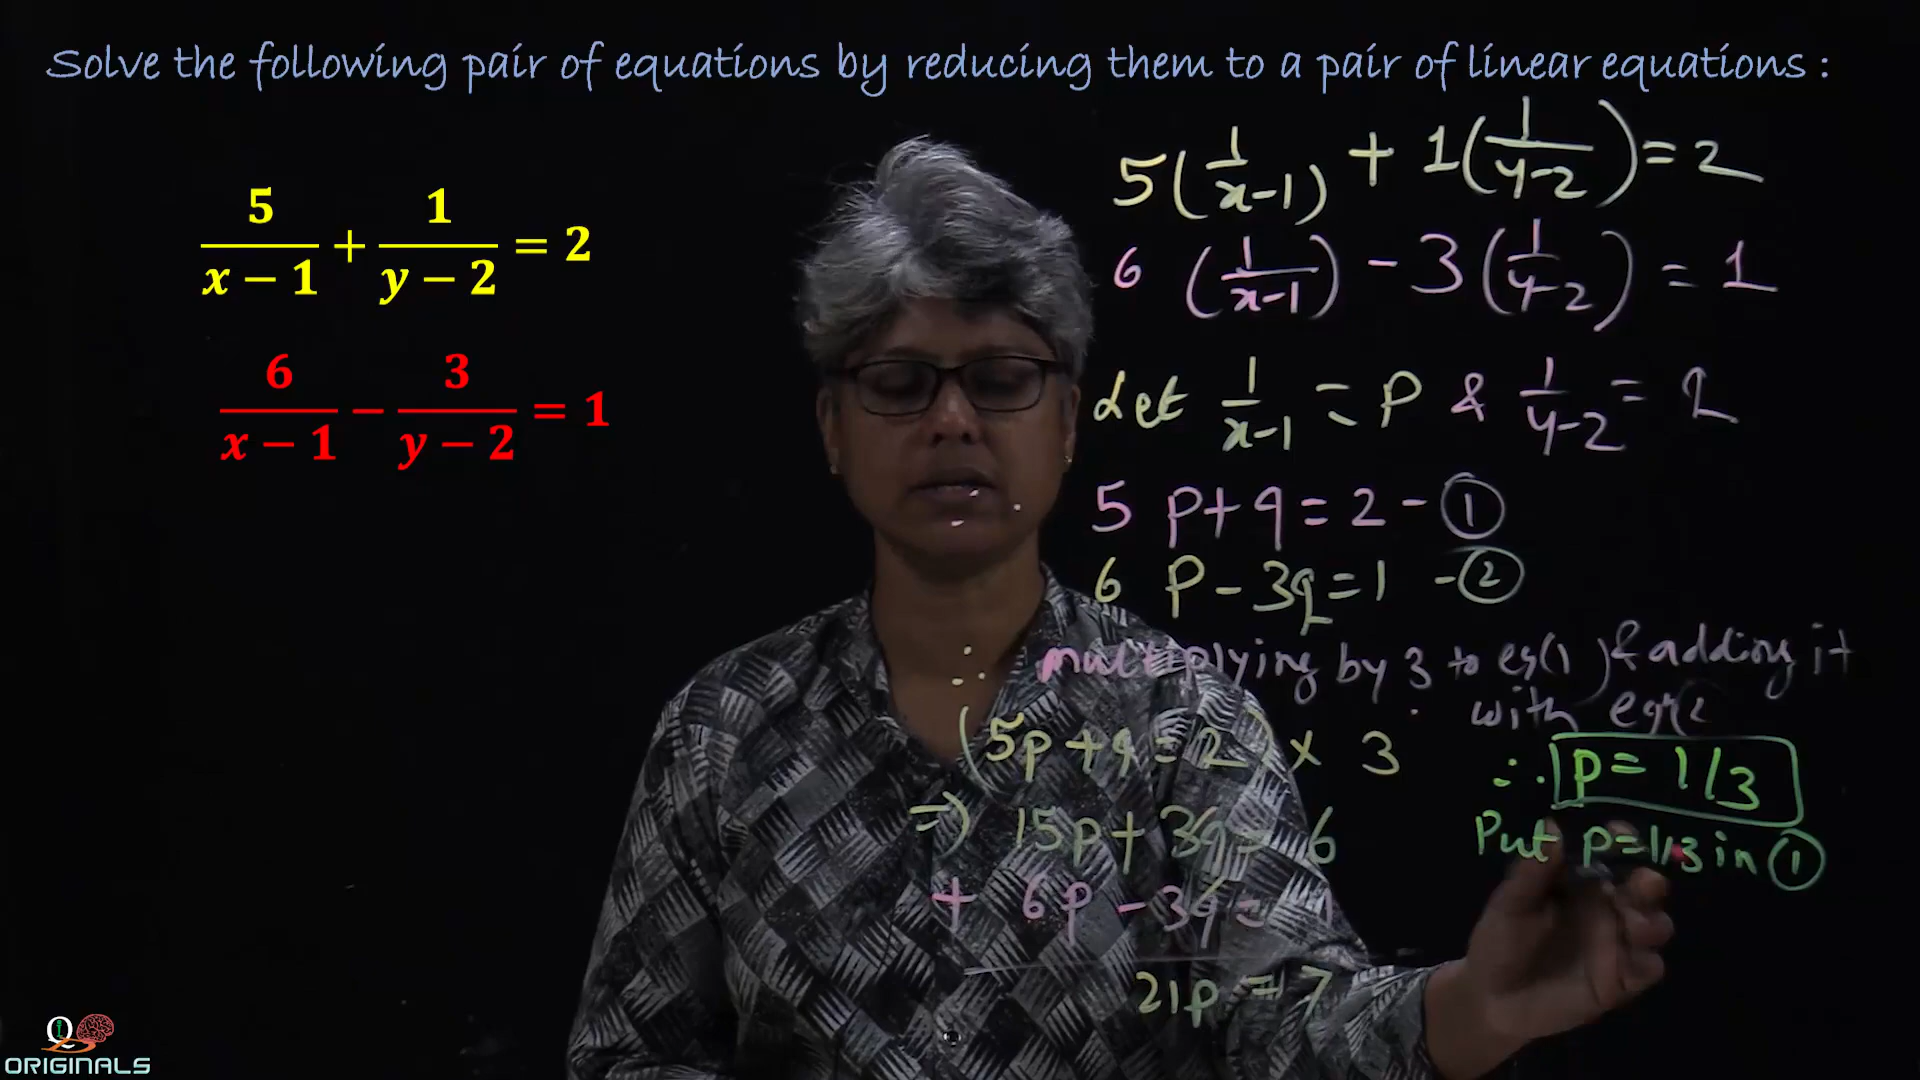 Solve the following pair of equations by reducing them to a pair of linear equations :
5/(x − 1) + 1/(y − 2) = 2
6/(x − 1) − 3/(y − 2) = 1
5(1/(x-1)) + 1(1/(y-2)) = 2
6(1/(x-1)) - 3(1/(y-2)) = 1
Let 1/(x-1) = p & 1/(y-2) = q
5 p+q = 2 - ①
6 p - 3q = 1 - ②
multiplying by 3 to eq(1) & adding it
with eq(2
(5p + q = 2) × 3
=) 15p + 3q = 6
+ 6p - 3q = 1
21p = 7
∴ p = 1/3
Put p=1/3 in ①
Q
ORIGINALS